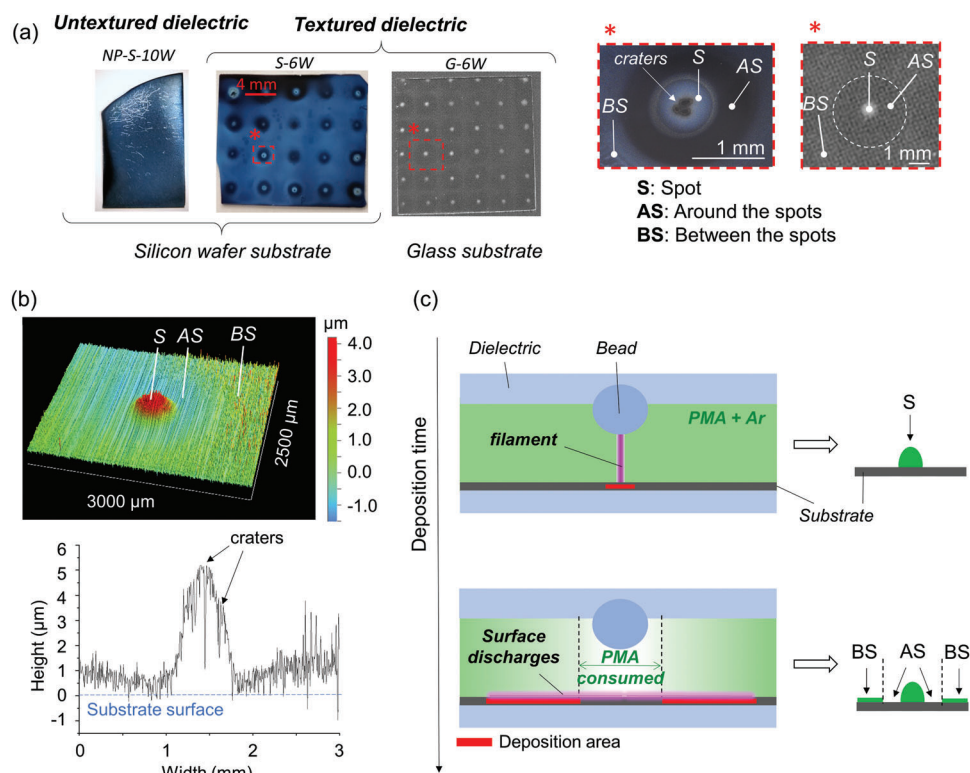 (a)
Untextured dielectric
Textured dielectric
NP-S-10W
S-6W
G-6W
4 mm
*
*
Silicon wafer substrate
Glass substrate
*
*
craters
S
AS
BS
1 mm
S
AS
BS
1 mm
S: Spot
AS: Around the spots
BS: Between the spots
(b)
S
AS
BS
3000 µm
2500 µm
µm
4.0
3.0
2.0
1.0
0.0
-1.0
craters
Height (µm)
6
5
4
3
2
1
0
-1
Substrate surface
0
1
2
3
Width (mm)
(c)
Deposition time
Dielectric
Bead
PMA + Ar
filament
S
Substrate
Surface
discharges
PMA
consumed
BS
AS
BS
Deposition area